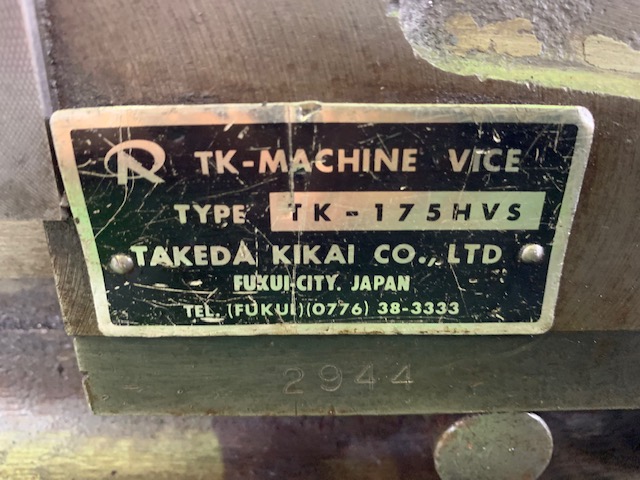 TK-MACHINE VICE
TYPE TK-175HVS
TAKEDA KIKAI CO., LTD
FUKUI-CITY. JAPAN
TEL. (FUKUI) (0776) 38-3333
2944